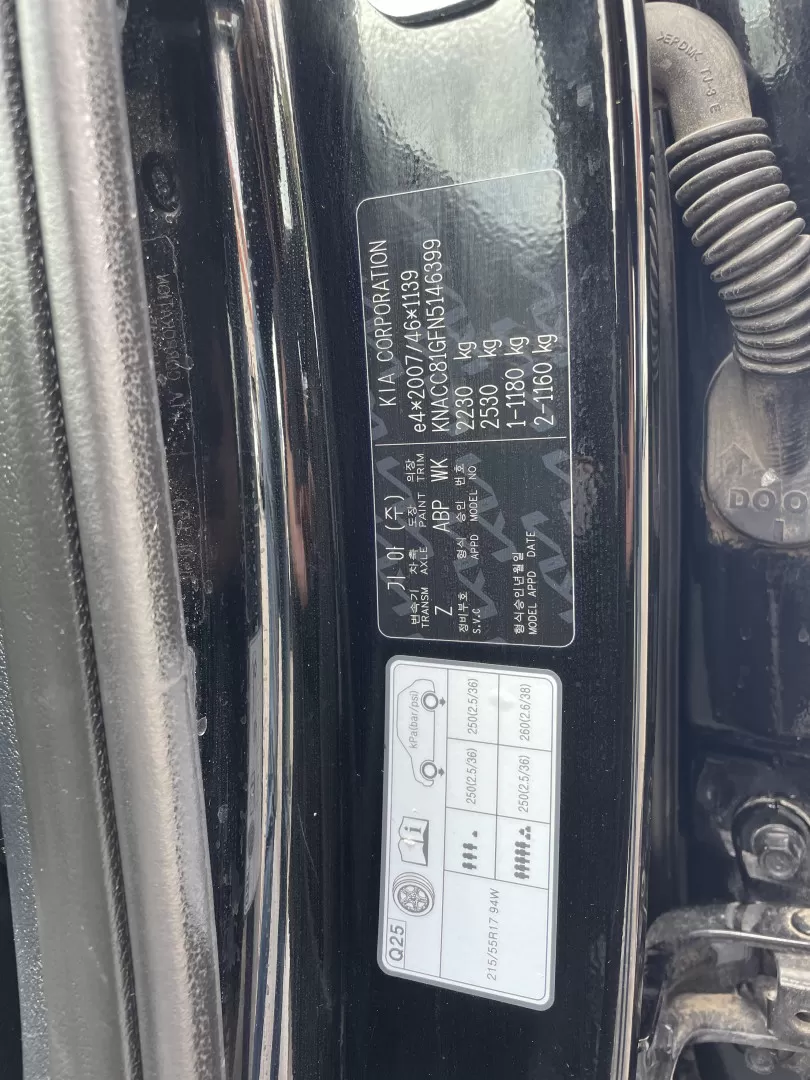 KIA CORPORATION
e4*2007/46*1139
KNACC81GFN5146399
2230 kg
2530 kg
1-1180 kg
2-1160 kg
기 아 (주)
변속기 차축 도장 의장
TRANSM AXLE PAINT TRIM
Z ABP WK
정비부호 형식 승인 번호
S.V.C APPD MODEL NO
형식승인년월일
MODEL APPD DATE
Q25
kPa(bar/psi)
215/55R17 94W
250(2.5/36) 250(2.5/36)
250(2.5/36) 260(2.6/38)